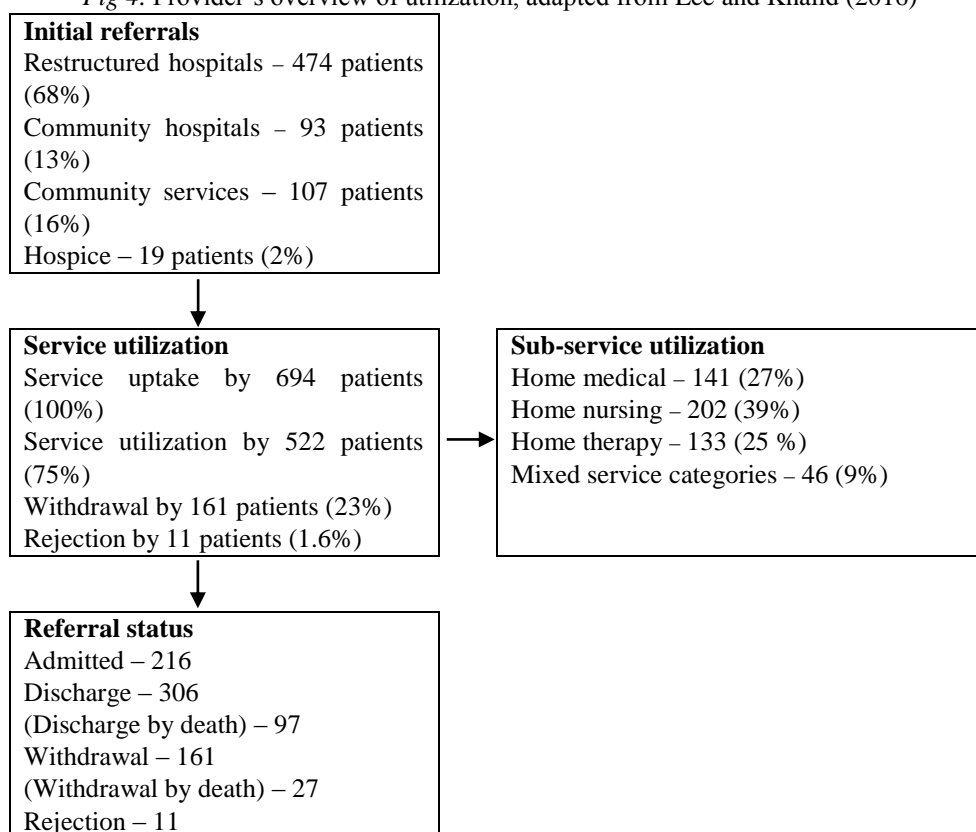 Fig 4. Provider's overview of utilization, adapted from Lee and Khand (2016)
Initial referrals
Restructured hospitals – 474 patients
(68%)
Community hospitals – 93 patients
(13%)
Community services – 107 patients
(16%)
Hospice – 19 patients (2%)
Service utilization
Service uptake by 694 patients
(100%)
Service utilization by 522 patients
(75%)
Withdrawal by 161 patients (23%)
Rejection by 11 patients (1.6%)
Sub-service utilization
Home medical – 141 (27%)
Home nursing – 202 (39%)
Home therapy – 133 (25 %)
Mixed service categories – 46 (9%)
Referral status
Admitted – 216
Discharge – 306
(Discharge by death) – 97
Withdrawal – 161
(Withdrawal by death) – 27
Rejection – 11